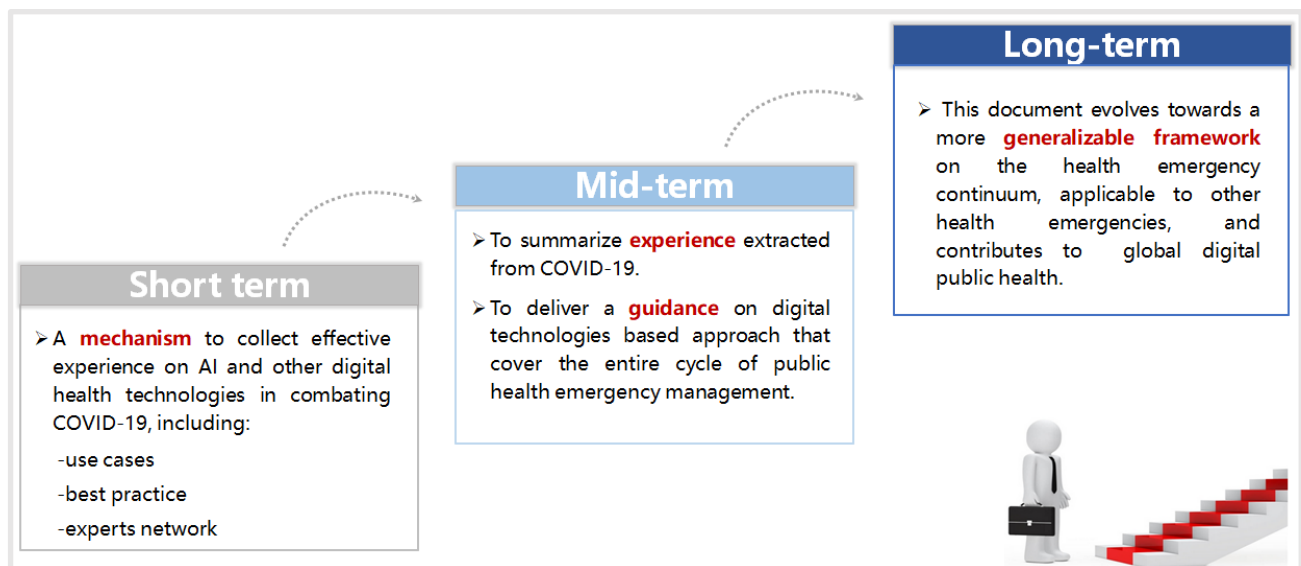 Short term
➢ A mechanism to collect effective
experience on AI and other digital
health technologies in combating
COVID-19, including:
-use cases
-best practice
-experts network
Mid-term
➢ To summarize experience extracted
from COVID-19.
➢ To deliver a guidance on digital
technologies based approach that
cover the entire cycle of public
health emergency management.
Long-term
➢ This document evolves towards a
more generalizable framework
on the health emergency
continuum, applicable to other
health emergencies, and
contributes to global digital
public health.